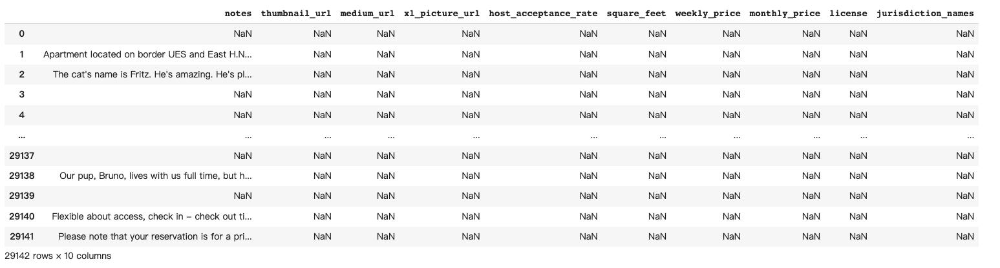 notes thumbnail_url medium_url xl_picture_url host_acceptance_rate square_feet weekly_price monthly_price license jurisdiction_names
0 NaN NaN NaN NaN NaN NaN NaN NaN NaN NaN
1 Apartment located on border UES and East H.N... NaN NaN NaN NaN NaN NaN NaN NaN NaN
2 The cat's name is Fritz. He's amazing. He's pl... NaN NaN NaN NaN NaN NaN NaN NaN NaN
3 NaN NaN NaN NaN NaN NaN NaN NaN NaN NaN
4 NaN NaN NaN NaN NaN NaN NaN NaN NaN NaN
... ... ... ... ... ... ... ... ... ... ...
29137 NaN NaN NaN NaN NaN NaN NaN NaN NaN NaN
29138 Our pup, Bruno, lives with us full time, but h... NaN NaN NaN NaN NaN NaN NaN NaN NaN
29139 NaN NaN NaN NaN NaN NaN NaN NaN NaN NaN
29140 Flexible about access, check in – check out ti... NaN NaN NaN NaN NaN NaN NaN NaN NaN
29141 Please note that your reservation is for a pri... NaN NaN NaN NaN NaN NaN NaN NaN NaN
29142 rows × 10 columns